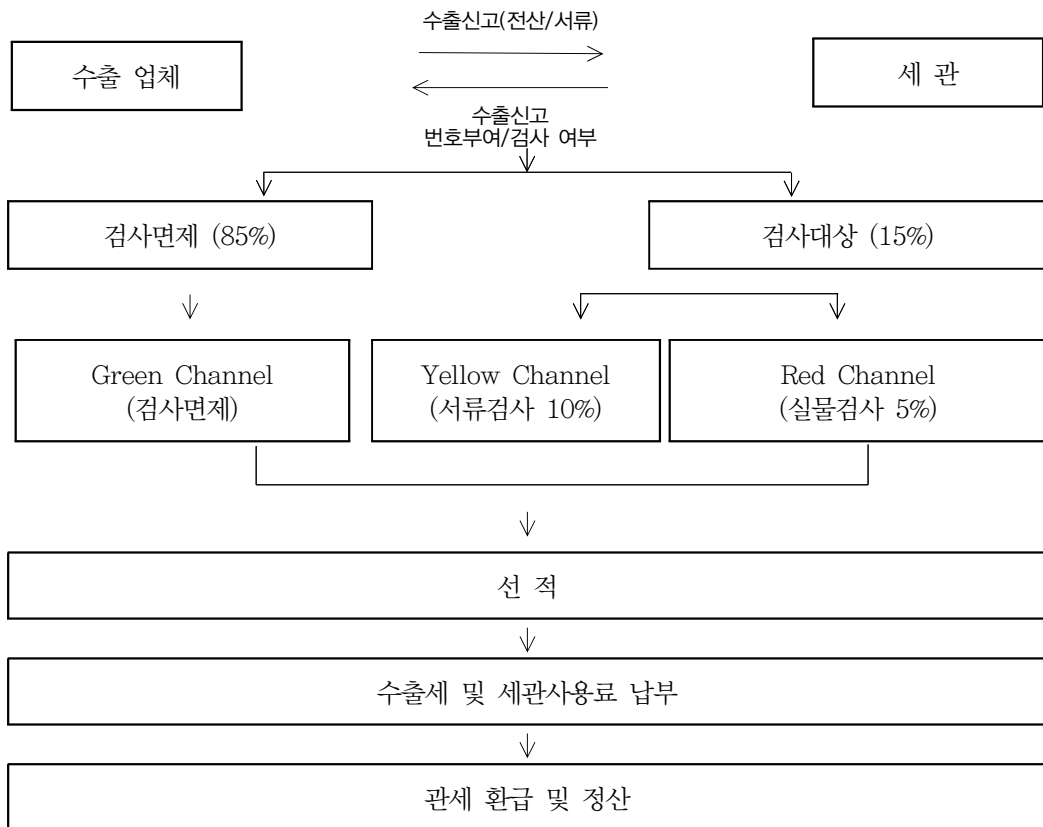 수출신고(전산/서류)
수출 업체
세 관
수출신고
번호부여/검사 여부
검사면제 (85%)
검사대상 (15%)
Green Channel
(검사면제)
Yellow Channel
(서류검사 10%)
Red Channel
(실물검사 5%)
선 적
수출세 및 세관사용료 납부
관세 환급 및 정산